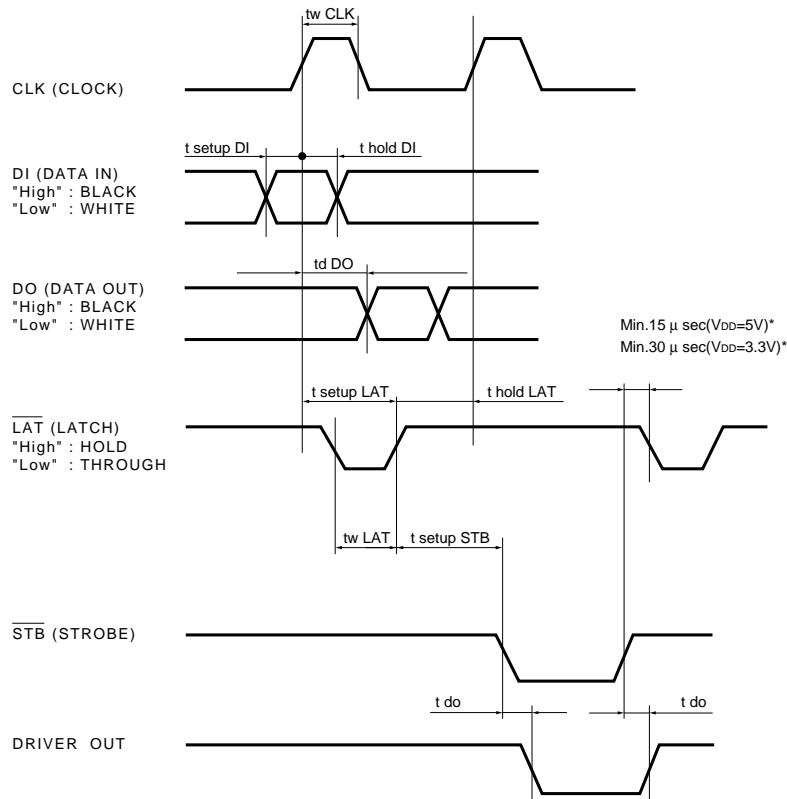 tw CLK
CLK (CLOCK)
t setup DI
t hold DI
DI (DATA IN)
"High" : BLACK
"Low" : WHITE
td DO
DO (DATA OUT)
"High" : BLACK
"Low" : WHITE
Min.15 μ sec(VDD=5V)*
Min.30 μ sec(VDD=3.3V)*
t setup LAT
t hold LAT
LAT (LATCH)
"High" : HOLD
"Low" : THROUGH
tw LAT
t setup STB
STB (STROBE)
t do
t do
DRIVER OUT